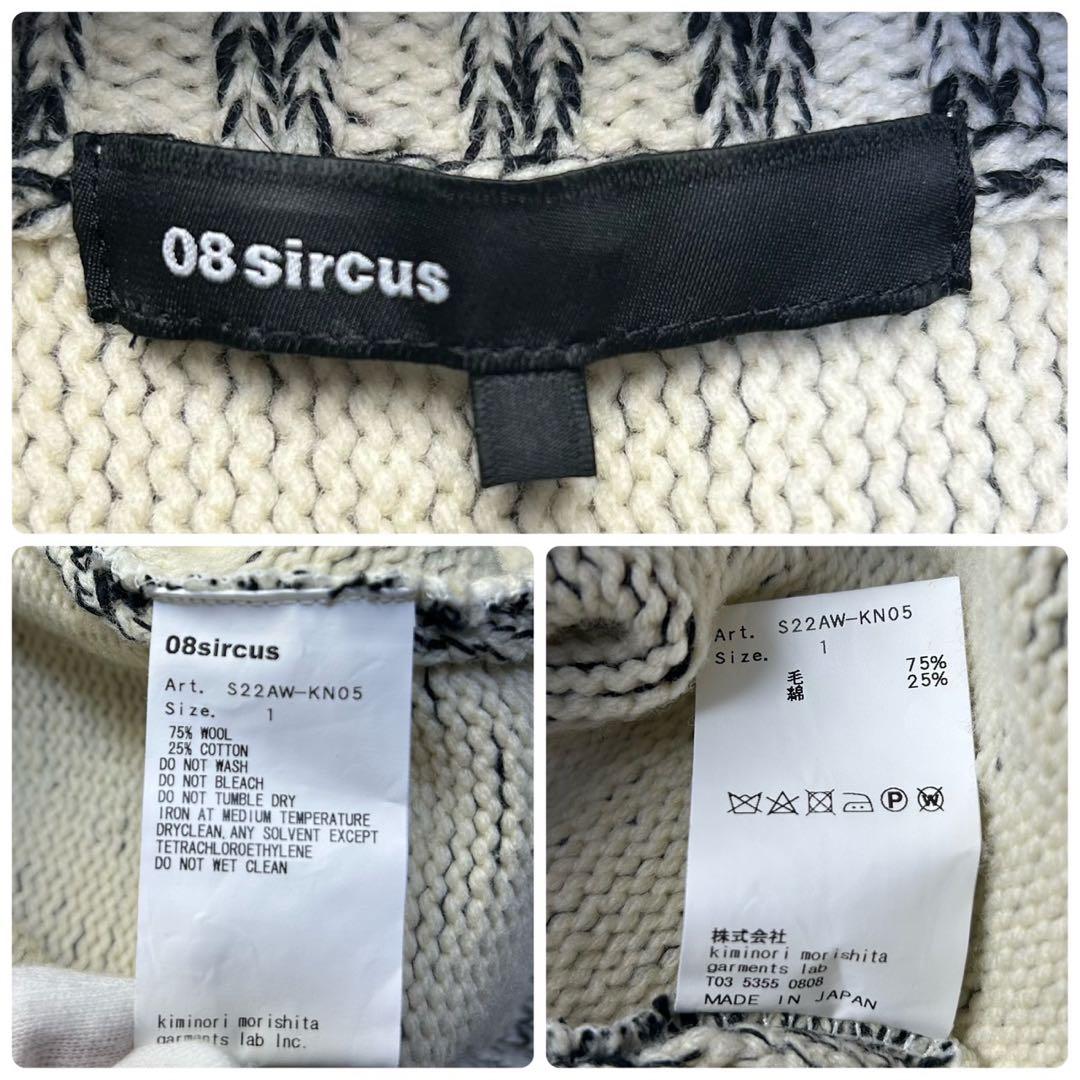 08sircus
08sircus
Art. S22AW-KN05
Size. 1
75% WOOL
25% COTTON
DO NOT WASH
DO NOT BLEACH
DO NOT TUMBLE DRY
IRON AT MEDIUM TEMPERATURE
DRYCLEAN, ANY SOLVENT EXCEPT
TETRACHLOROETHYLENE
DO NOT WET CLEAN
kiminori morishita
garments lab Inc.
Art. S22AW-KN05
Size. 1
毛 75%
綿 25%
P W
株式会社
kiminori morishita
garments lab
T03 5355 0808
MADE IN JAPAN